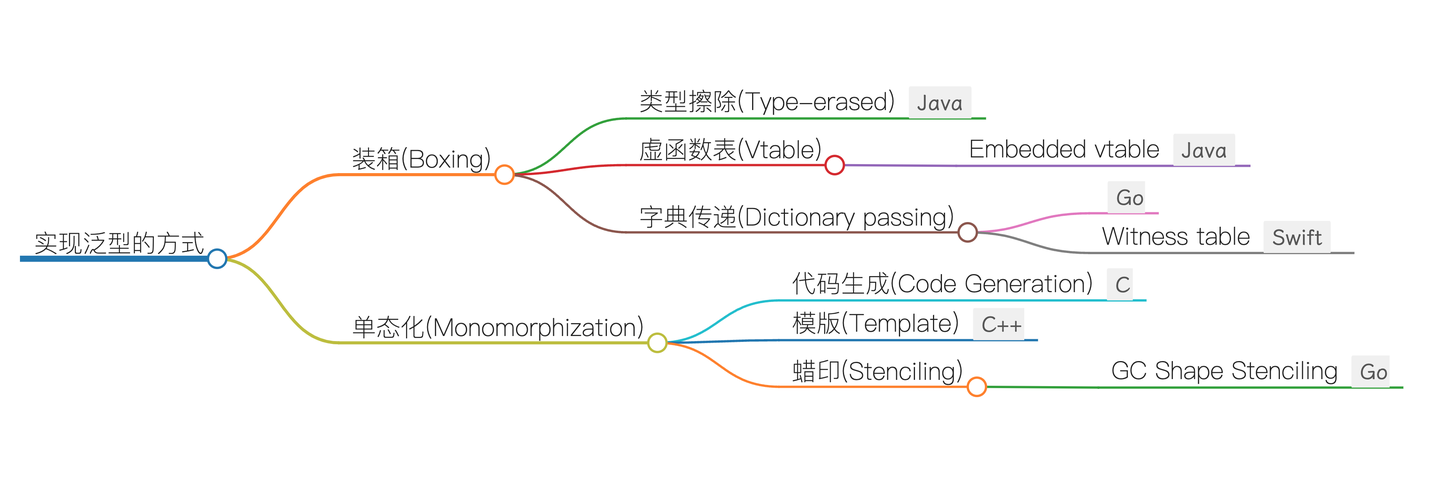 实现泛型的方式
装箱(Boxing)
类型擦除(Type-erased) Java
虚函数表(Vtable)
Embedded vtable Java
字典传递(Dictionary passing)
Go
Witness table Swift
单态化(Monomorphization)
代码生成(Code Generation) C
模版(Template) C++
蜡印(Stenciling)
GC Shape Stenciling Go